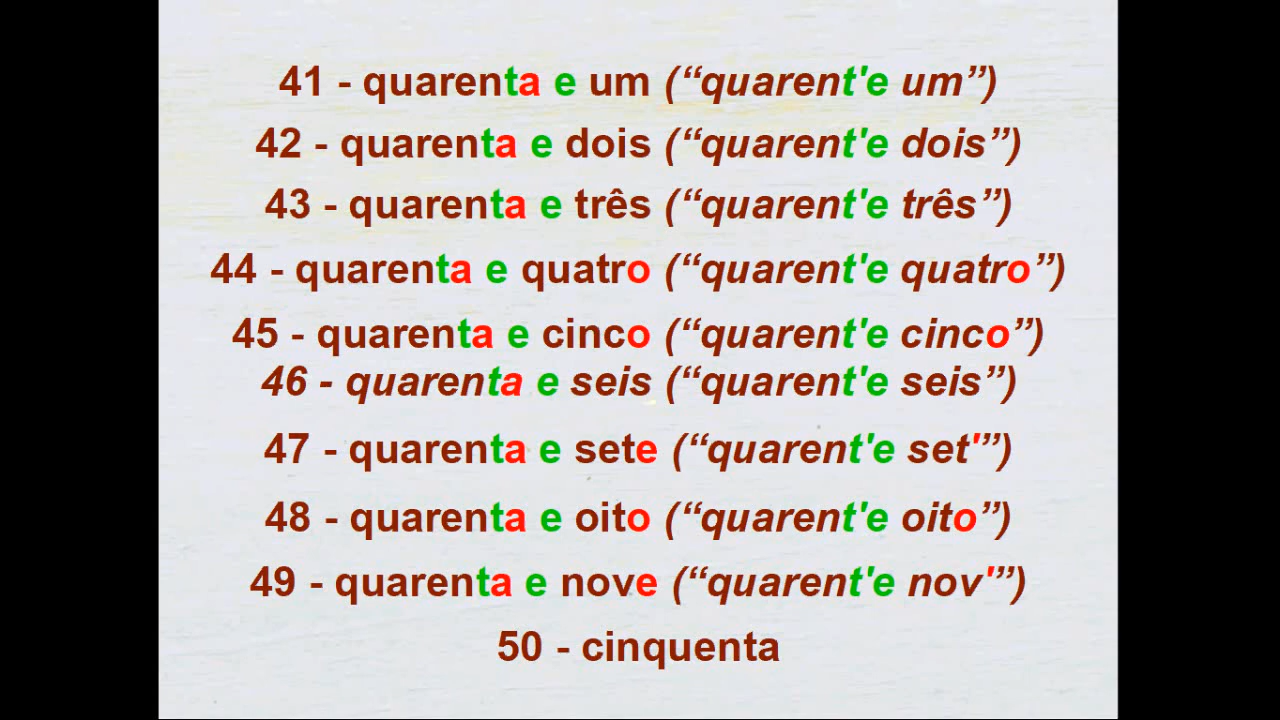 41 - quarenta e um (“quarent'e um”)
42 - quarenta e dois (“quarent'e dois”)
43 - quarenta e três (“quarent'e três”)
44 - quarenta e quatro (“quarent'e quatro”)
45 - quarenta e cinco (“quarent'e cinco”)
46 - quarenta e seis (“quarent'e seis”)
47 - quarenta e sete (“quarent'e set'”)
48 - quarenta e oito (“quarent'e oito”)
49 - quarenta e nove (“quarent'e nov'”)
50 - cinquenta